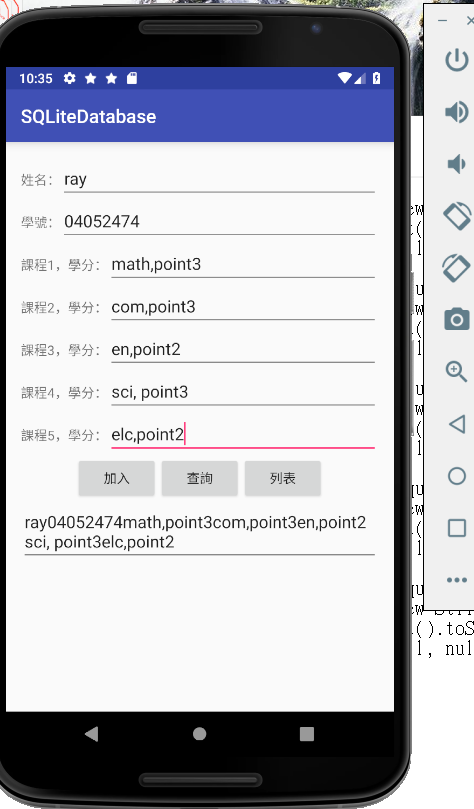 10:35
SQLiteDatabase
姓名： ray
學號： 04052474
課程1，學分： math,point3
課程2，學分： com,point3
課程3，學分： en,point2
課程4，學分： sci, point3
課程5，學分： elc,point2
加入 查詢 列表
ray04052474math,point3com,point3en,point2
sci, point3elc,point2
().toS
l, nul